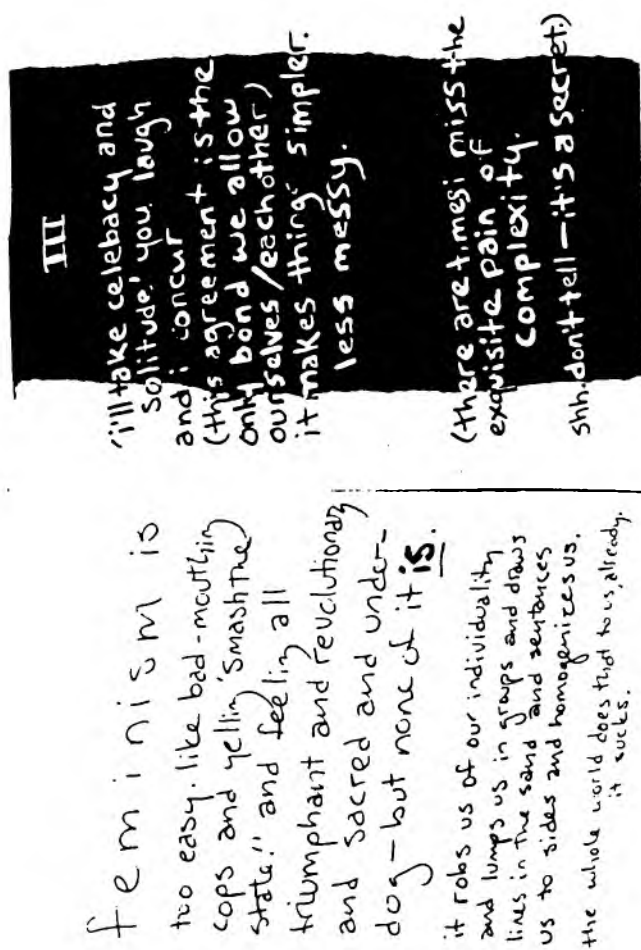 feminism is
too easy. like bad-mouthing
cops and yelling 'smash the
state!' and feeling all
triumphant and revolutionary
and sacred and under-
dog—but none of it is.
it robs us of our individuality
and lumps us in groups and draws
lines in the sand and sentances
us to sides and homogenizes us.
the whole world does that to us, already.
it sucks.
III
'i'll take celebacy and
solitude.' you laugh
and i concur
(this agreement is the
only bond we allow
ourselves/each other)
it makes things simpler.
less messy.
(there are times i miss the
exquisite pain of
complexity.
shh. don't tell—it's a secret.)